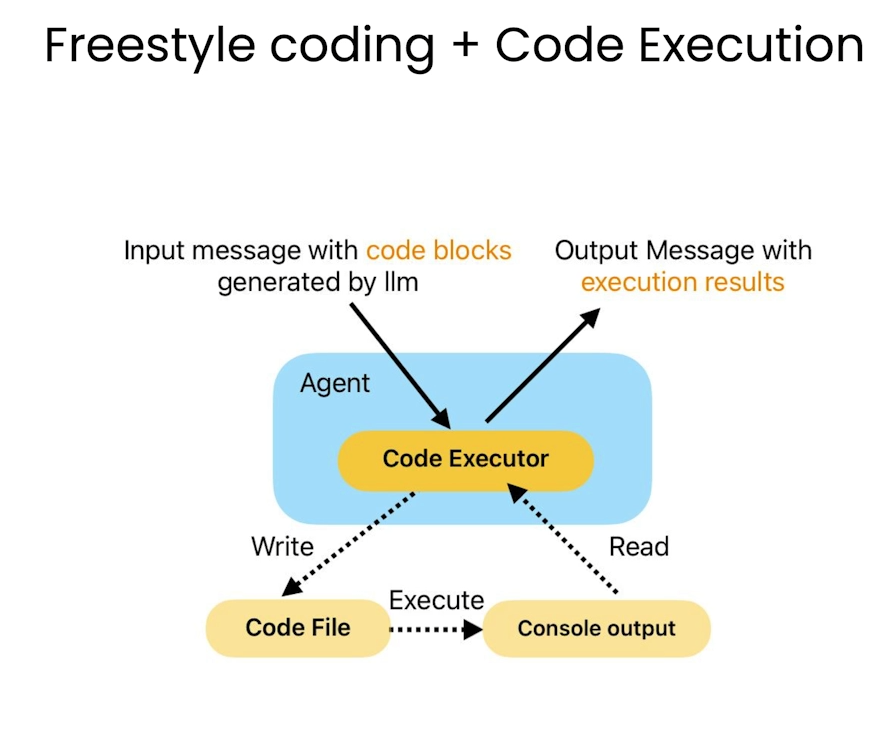 Freestyle coding + Code Execution
Input message with code blocks
generated by llm
Output Message with
execution results
Agent
Code Executor
Write
Read
Execute
Code File
Console output